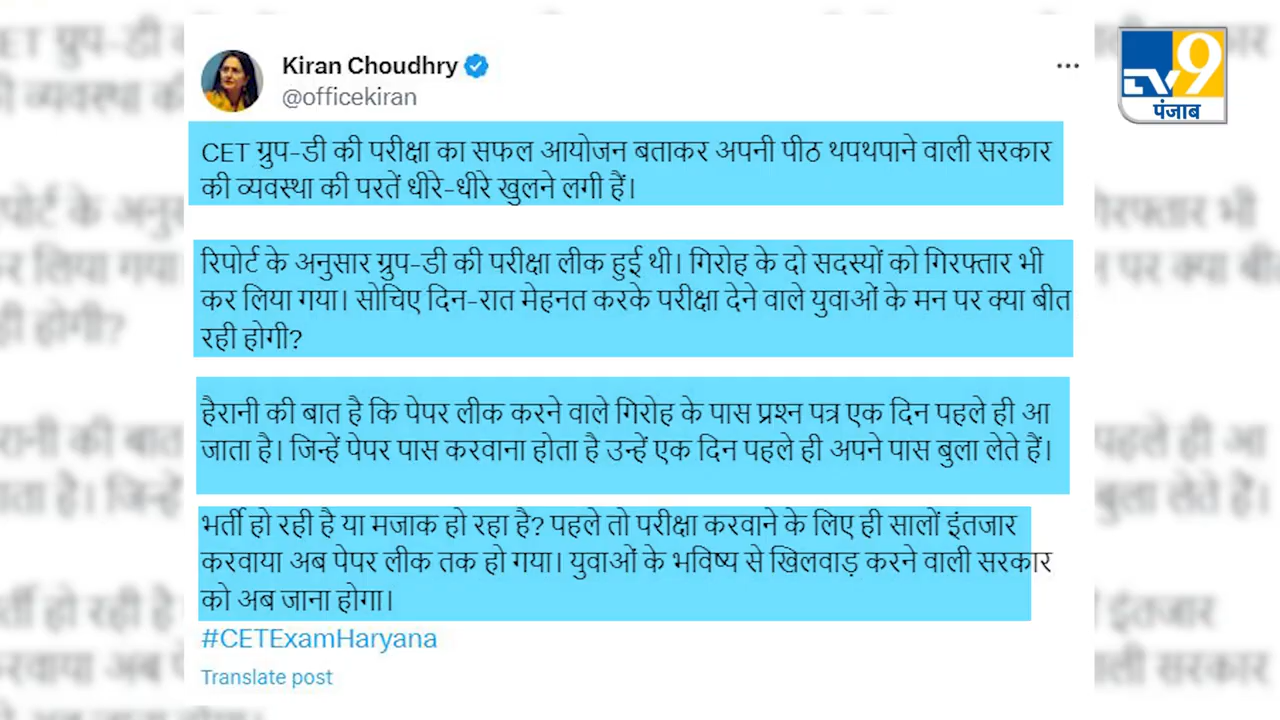 Kiran Choudhry
@officekiran
TV9
पंजाब
CET ग्रुप-डी की परीक्षा का सफल आयोजन बताकर अपनी पीठ थपथपाने वाली सरकार
की व्यवस्था की परतें धीरे-धीरे खुलने लगी हैं।
रिपोर्ट के अनुसार ग्रुप-डी की परीक्षा लीक हुई थी। गिरोह के दो सदस्यों को गिरफ्तार भी
कर लिया गया। सोचिए दिन-रात मेहनत करके परीक्षा देने वाले युवाओं के मन पर क्या बीत
रही होगी?
हैरानी की बात है कि पेपर लीक करने वाले गिरोह के पास प्रश्न पत्र एक दिन पहले ही आ
जाता है। जिन्हें पेपर पास करवाना होता है उन्हें एक दिन पहले ही अपने पास बुला लेते हैं।
भर्ती हो रही है या मजाक हो रहा है? पहले तो परीक्षा करवाने के लिए ही सालों इंतजार
करवाया अब पेपर लीक तक हो गया। युवाओं के भविष्य से खिलवाड़ करने वाली सरकार
को अब जाना होगा।
#CETExamHaryana
Translate post